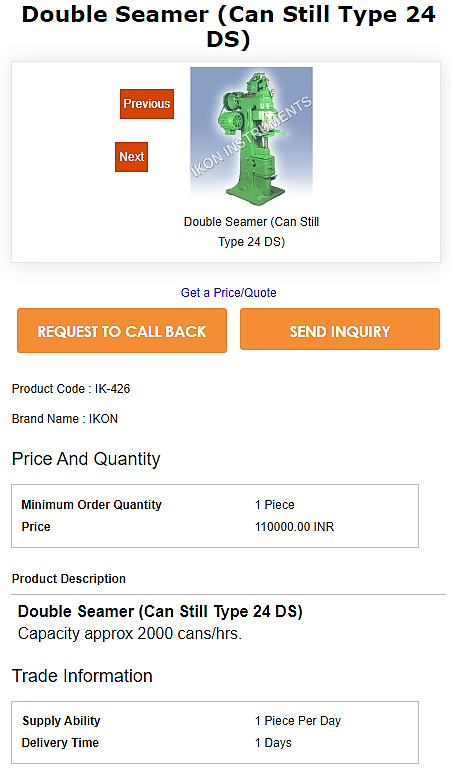 Double Seamer (Can Still Type 24
DS)
Previous
Next
IKON INSTRUMENTS
Double Seamer (Can Still
Type 24 DS)
Get a Price/Quote
REQUEST TO CALL BACK
SEND INQUIRY
Product Code : IK-426
Brand Name : IKON
Price And Quantity
Minimum Order Quantity 1 Piece
Price 110000.00 INR
Product Description
Double Seamer (Can Still Type 24 DS)
Capacity approx 2000 cans/hrs.
Trade Information
Supply Ability 1 Piece Per Day
Delivery Time 1 Days